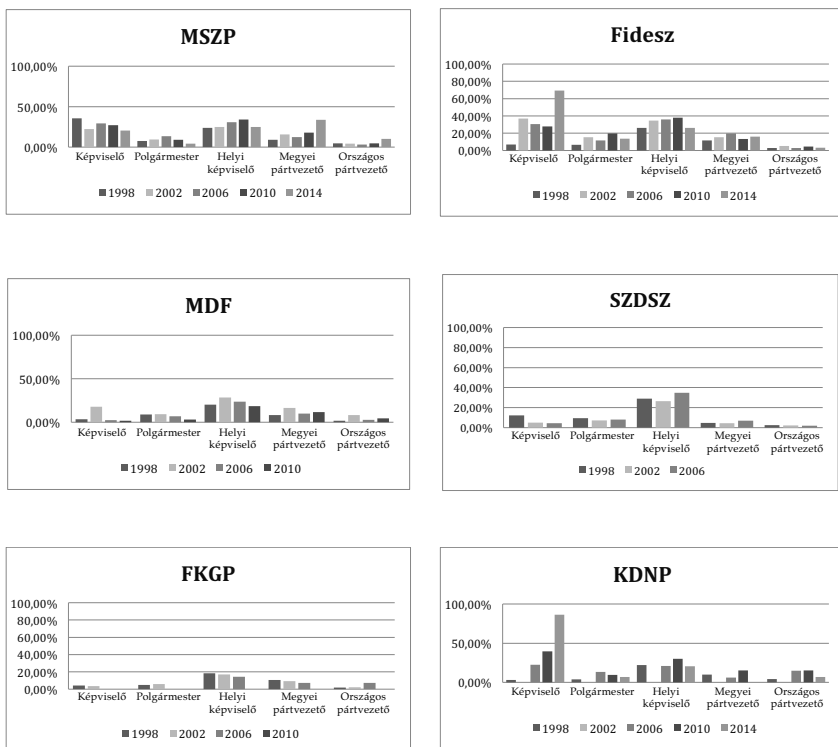 MSZP
100,00%
50,00%
0,00%
Képviselő Polgármester Helyi képviselő Megyei pártvezető Országos pártvezető
1998 2002 2006 2010 2014
Fidesz
100,00%
80,00%
60,00%
40,00%
20,00%
0,00%
Képviselő Polgármester Helyi képviselő Megyei pártvezető Országos pártvezető
1998 2002 2006 2010 2014
MDF
100,00%
50,00%
0,00%
Képviselő Polgármester Helyi képviselő Megyei pártvezető Országos pártvezető
1998 2002 2006 2010
SZDSZ
100,00%
80,00%
60,00%
40,00%
20,00%
0,00%
Képviselő Polgármester Helyi képviselő Megyei pártvezető Országos pártvezető
1998 2002 2006
FKGP
100,00%
80,00%
60,00%
40,00%
20,00%
0,00%
Képviselő Polgármester Helyi képviselő Megyei pártvezető Országos pártvezető
1998 2002 2006 2010
KDNP
100,00%
50,00%
0,00%
Képviselő Polgármester Helyi képviselő Megyei pártvezető Országos pártvezető
1998 2002 2006 2010 2014